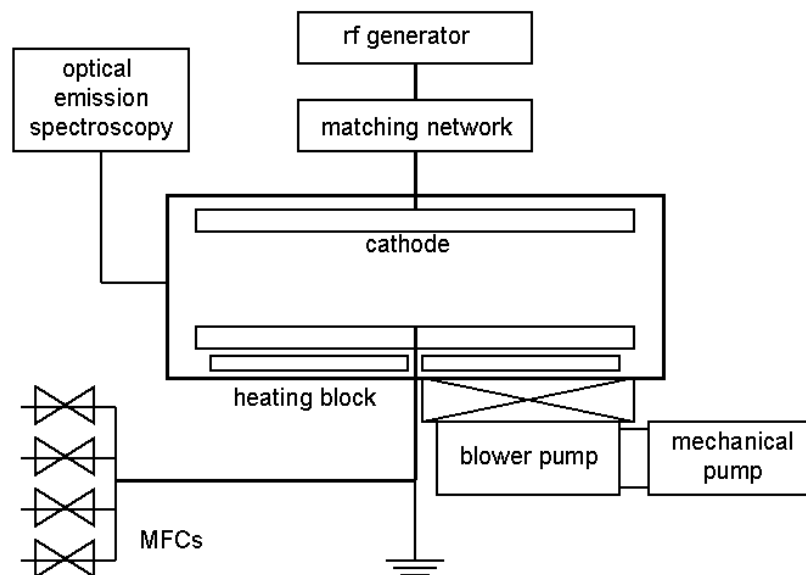 rf generator
optical
emission
spectroscopy
matching network
cathode
heating block
blower pump
mechanical
pump
MFCs